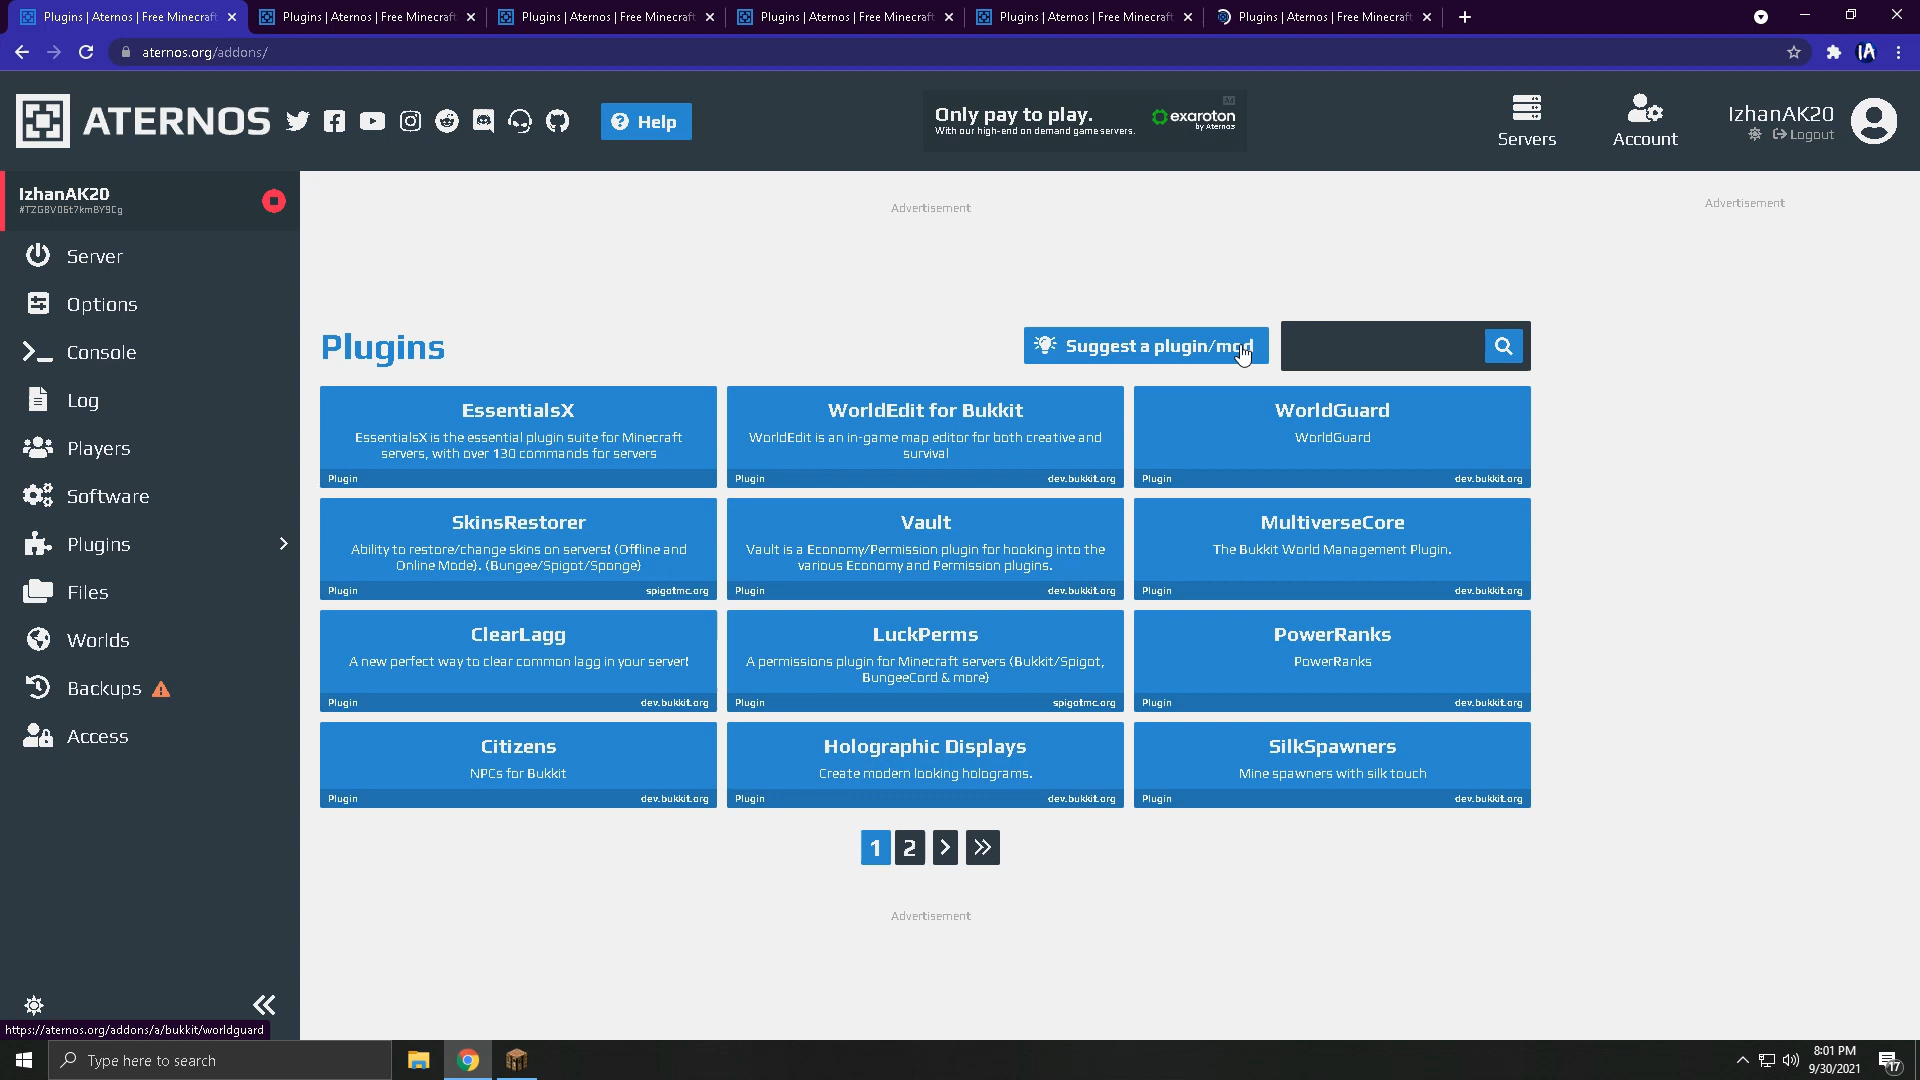 Plugins | Aternos | Free Minecraft
Plugins | Aternos | Free Minecraft
Plugins | Aternos | Free Minecraft
Plugins | Aternos | Free Minecraft
Plugins | Aternos | Free Minecraft
Plugins | Aternos | Free Minecraft
aternos.org/addons/
IA
ATERNOS
Help
Only pay to play.
With our high-end on demand gameservers.
Ad
exaroton
by Aternos
Servers
Account
IzhanAK20
Logout
IzhanAK20
Server
Options
Console
Log
Players
Software
Plugins
Files
Worlds
Backups
Access
Advertisement
Advertisement
Plugins
Suggest a plugin/mod
EssentialsX
EssentialsX is the essential plugin suite for Minecraft
servers, with over 130 commands for servers
Plugin
WorldEdit for Bukkit
WorldEdit is an in-game map editor for both creative and
survival
Plugin
dev.bukkit.org
WorldGuard
WorldGuard
Plugin
dev.bukkit.org
SkinsRestorer
Ability to restore/change skins on servers! (Offline and
Online Mode). (Bungee/Spigot/Sponge)
Plugin
spigotmc.org
Vault
Vault is a Economy/Permission plugin for hooking into the
various Economy and Permission plugins.
Plugin
dev.bukkit.org
MultiverseCore
The Bukkit World Management Plugin.
Plugin
dev.bukkit.org
ClearLagg
A new perfect way to clear common lagg in your server!
Plugin
dev.bukkit.org
LuckPerms
A permissions plugin for Minecraft servers (Bukkit/Spigot,
BungeeCord & more)
Plugin
spigotmc.org
PowerRanks
PowerRanks
Plugin
dev.bukkit.org
Citizens
NPCs for Bukkit
Plugin
dev.bukkit.org
Holographic Displays
Create modern looking holograms.
Plugin
dev.bukkit.org
SilkSpawners
Mine spawners with silk touch
Plugin
dev.bukkit.org
1
2
Advertisement
https://aternos.org/addons/a/bukkit/worldguard
Type here to search
8:01 PM
9/30/2021
17